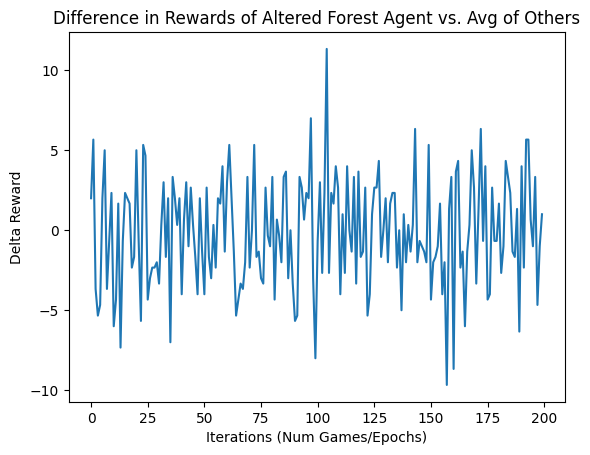 Difference in Rewards of Altered Forest Agent vs. Avg of Others
10
5
0
−5
−10
Delta Reward
0 25 50 75 100 125 150 175 200
Iterations (Num Games/Epochs)